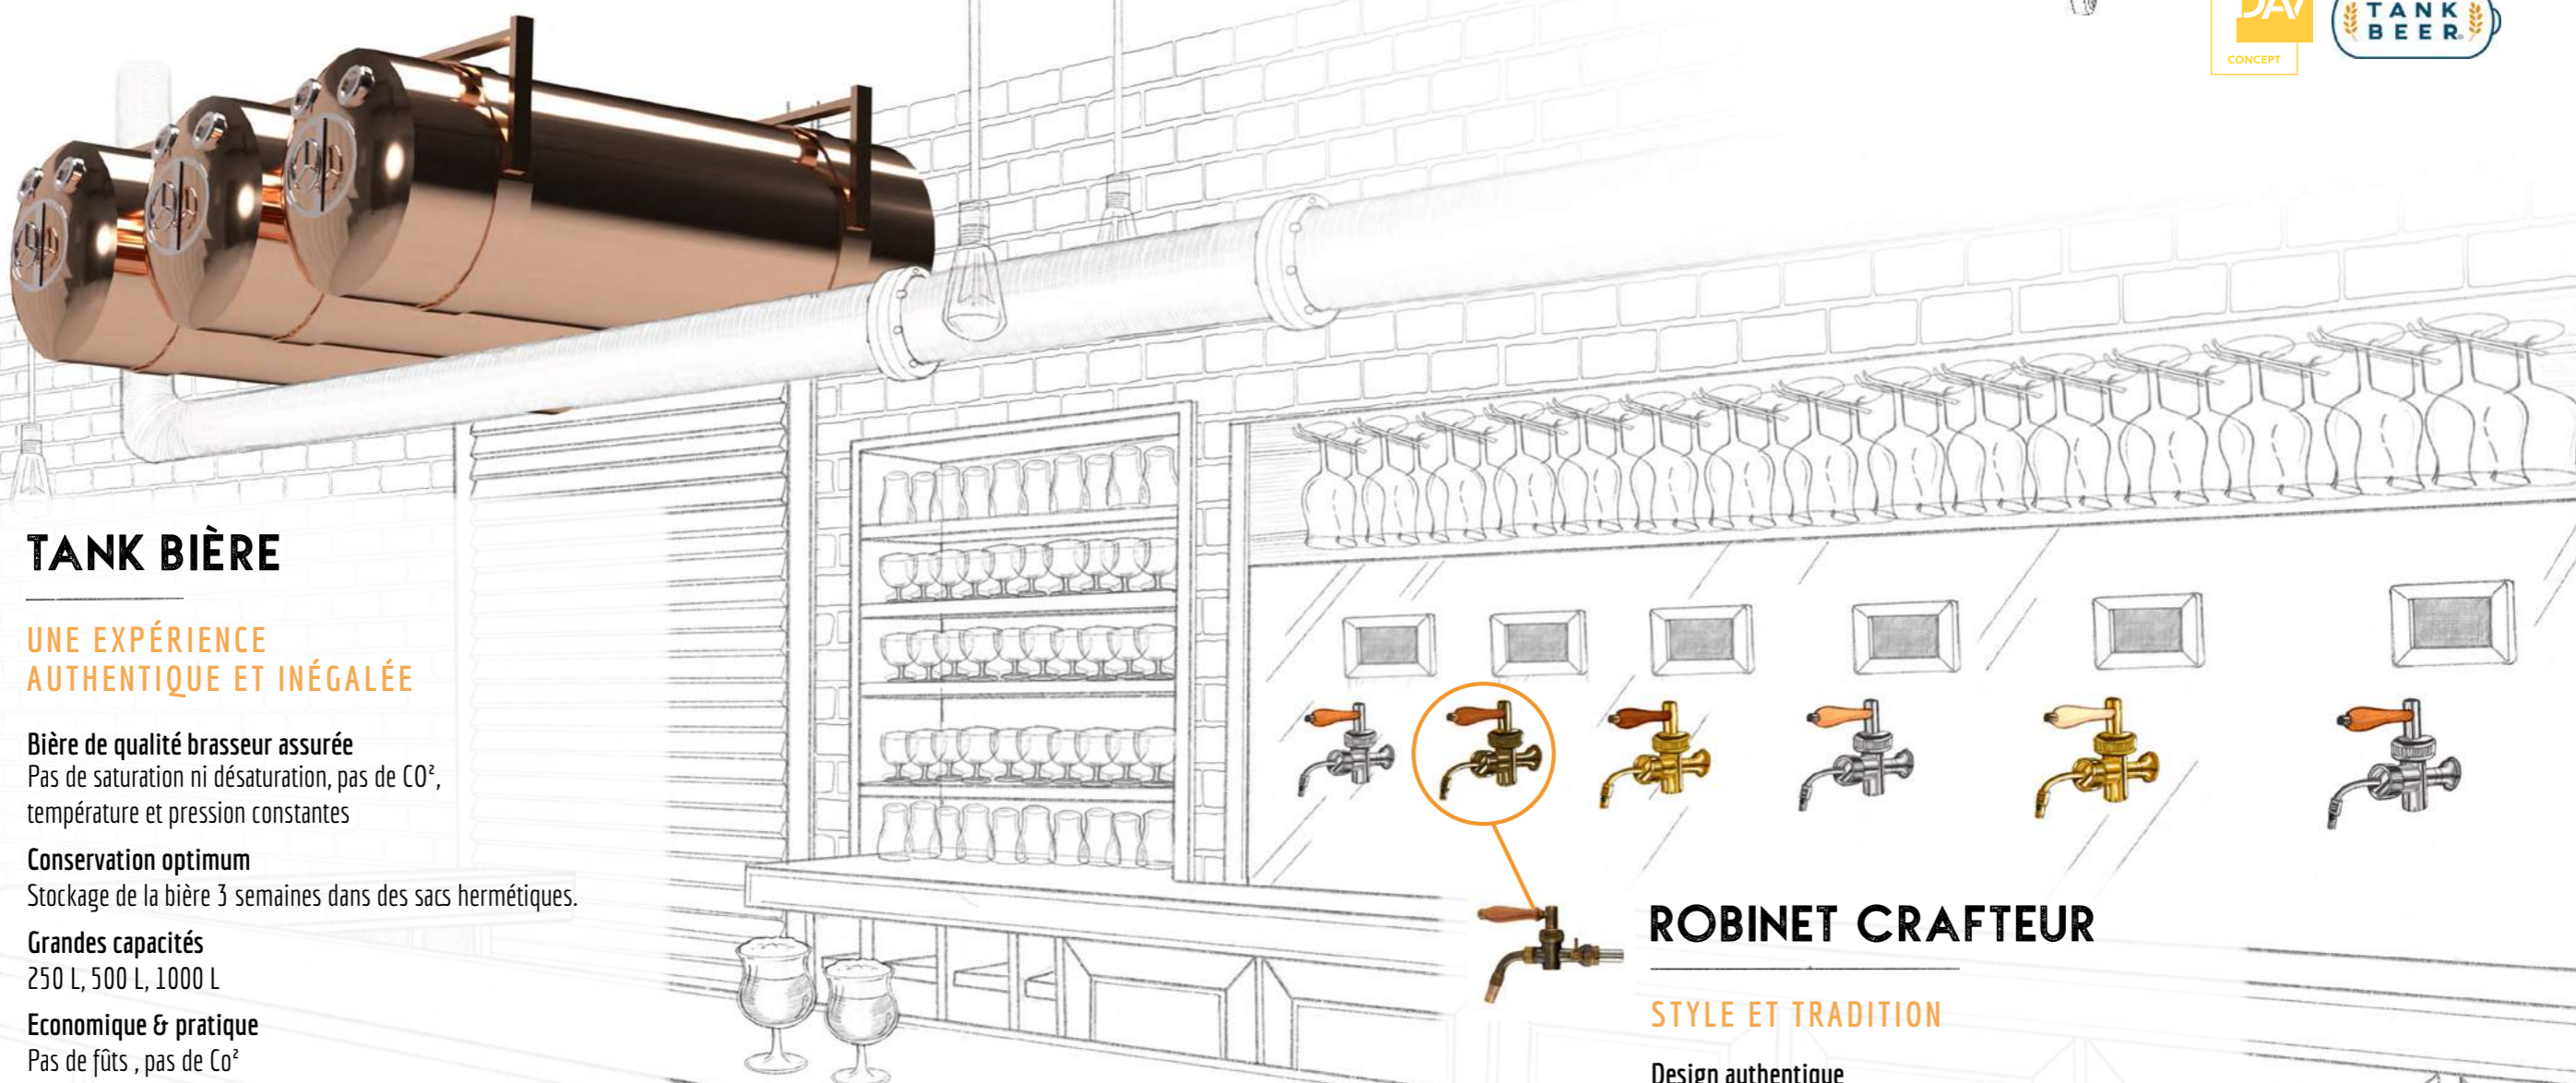 DAV
CONCEPT
TANK
BEER
TANK BIÈRE
UNE EXPÉRIENCE
AUTHENTIQUE ET INÉGALÉE
Bière de qualité brasseur assurée
Pas de saturation ni désaturation, pas de CO²,
température et pression constantes
Conservation optimum
Stockage de la bière 3 semaines dans des sacs hermétiques.
Grandes capacités
250 L, 500 L, 1000 L
Economique & pratique
Pas de fûts , pas de Co²
ROBINET CRAFTEUR
STYLE ET TRADITION
Design authentique